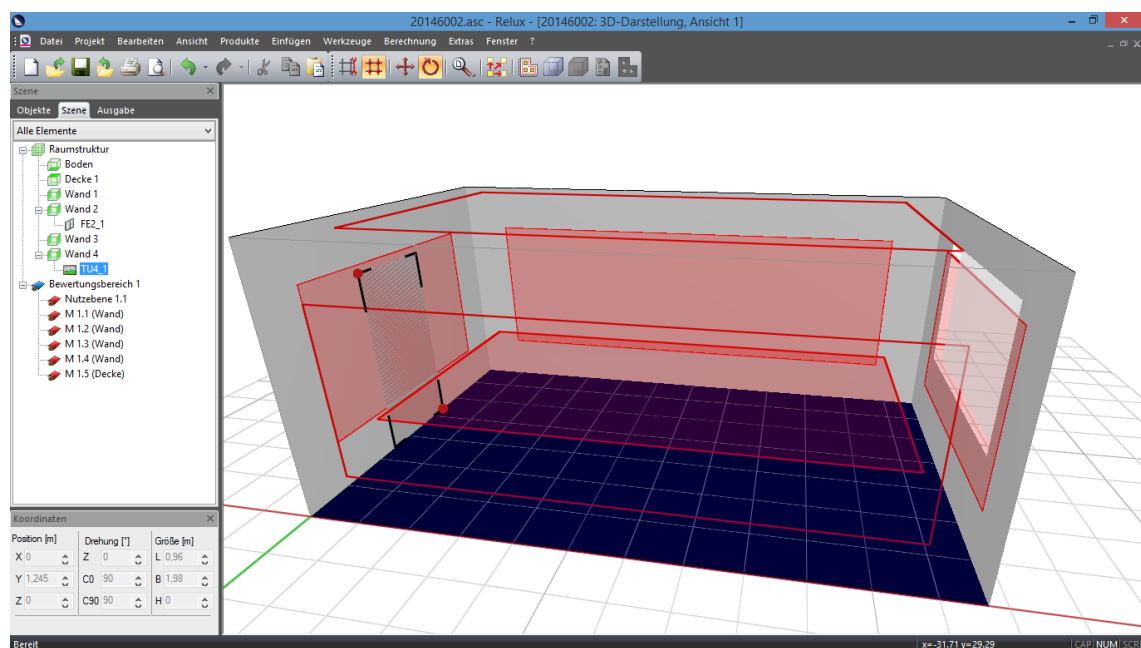 20146002.asc - Relux - [20146002: 3D-Darstellung, Ansicht 1]
Datei Projekt Bearbeiten Ansicht Produkte Einfügen Werkzeuge Berechnung Extras Fenster ?
Szene
Objekte Szene Ausgabe
Alle Elemente
Raumstruktur
Boden
Decke 1
Wand 1
Wand 2
FE2_1
Wand 3
Wand 4
TU4_1
Bewertungsbereich 1
Nutzebene 1.1
M 1.1 (Wand)
M 1.2 (Wand)
M 1.3 (Wand)
M 1.4 (Wand)
M 1.5 (Decke)
Koordinaten
Position [m] Drehung [°] Größe [m]
X 0 Z 0 L 0,96
Y 1,245 C0 90 B 1,98
Z 0 C90 90 H 0
Bereit x=-31.71 y=29.29 CAP NUM SCR